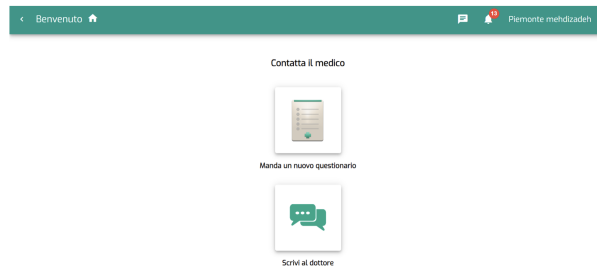 Benvenuto
13
Piemonte mehdizadeh
Contatta il medico
Manda un nuovo questionario
Scrivi al dottore